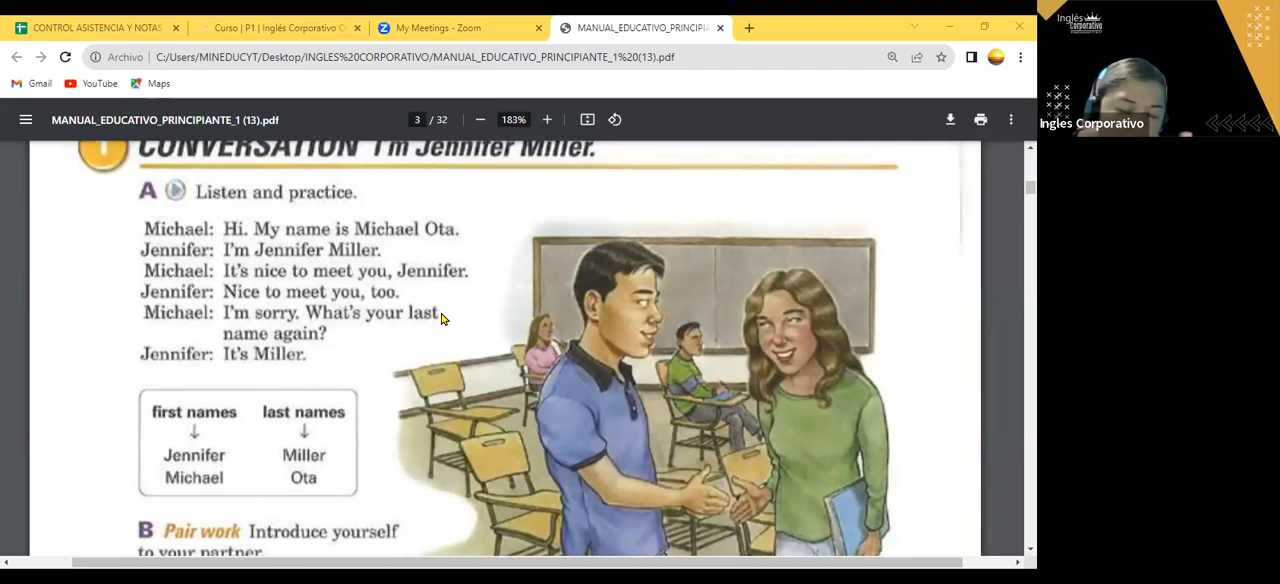 CONTROL ASISTENCIA Y NOTAS
Curso | P1 | Inglés Corporativo C
My Meetings - Zoom
MANUAL_EDUCATIVO_PRINCIPIA
Archivo C:/Users/MINEDUCYT/Desktop/INGLES%20CORPORATIVO/MANUAL_EDUCATIVO_PRINCIPIANTE_1%20(13).pdf
Gmail YouTube Maps
MANUAL_EDUCATIVO_PRINCIPIANTE_1 (13).pdf
3 / 32
183%
Inglés
Corporativo
Ingles Corporativo
1 CONVERSATION I'm Jennifer Miller.
A Listen and practice.
Michael: Hi. My name is Michael Ota.
Jennifer: I'm Jennifer Miller.
Michael: It's nice to meet you, Jennifer.
Jennifer: Nice to meet you, too.
Michael: I'm sorry. What's your last
name again?
Jennifer: It's Miller.
first names last names
Jennifer Miller
Michael Ota
B Pair work Introduce yourself
to your partner.